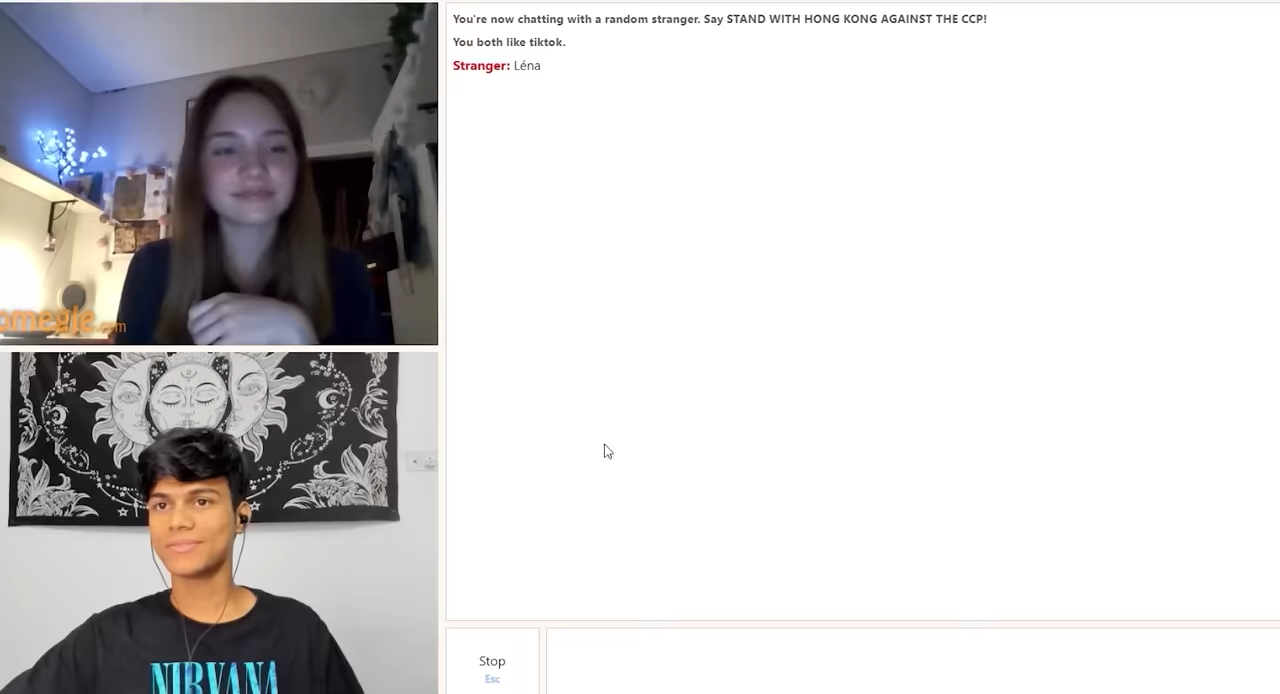 You're now chatting with a random stranger. Say STAND WITH HONG KONG AGAINST THE CCP!
You both like tiktok.
Stranger: Léna
omegle.com
NIRVANA
Stop
Esc